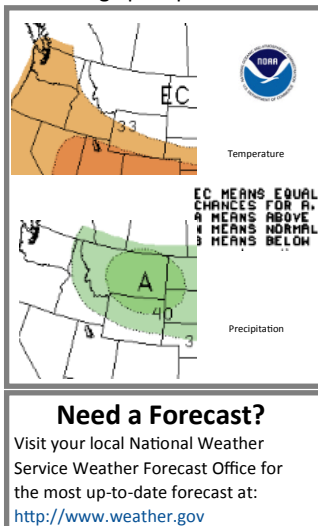 EC
33
NOAA
Temperature
EC MEANS EQUAL
CHANCES FOR A,
A MEANS ABOVE
N MEANS NORMAL
B MEANS BELOW
A
40
3
Precipitation
Need a Forecast?
Visit your local National Weather
Service Weather Forecast Office for
the most up-to-date forecast at:
http://www.weather.gov